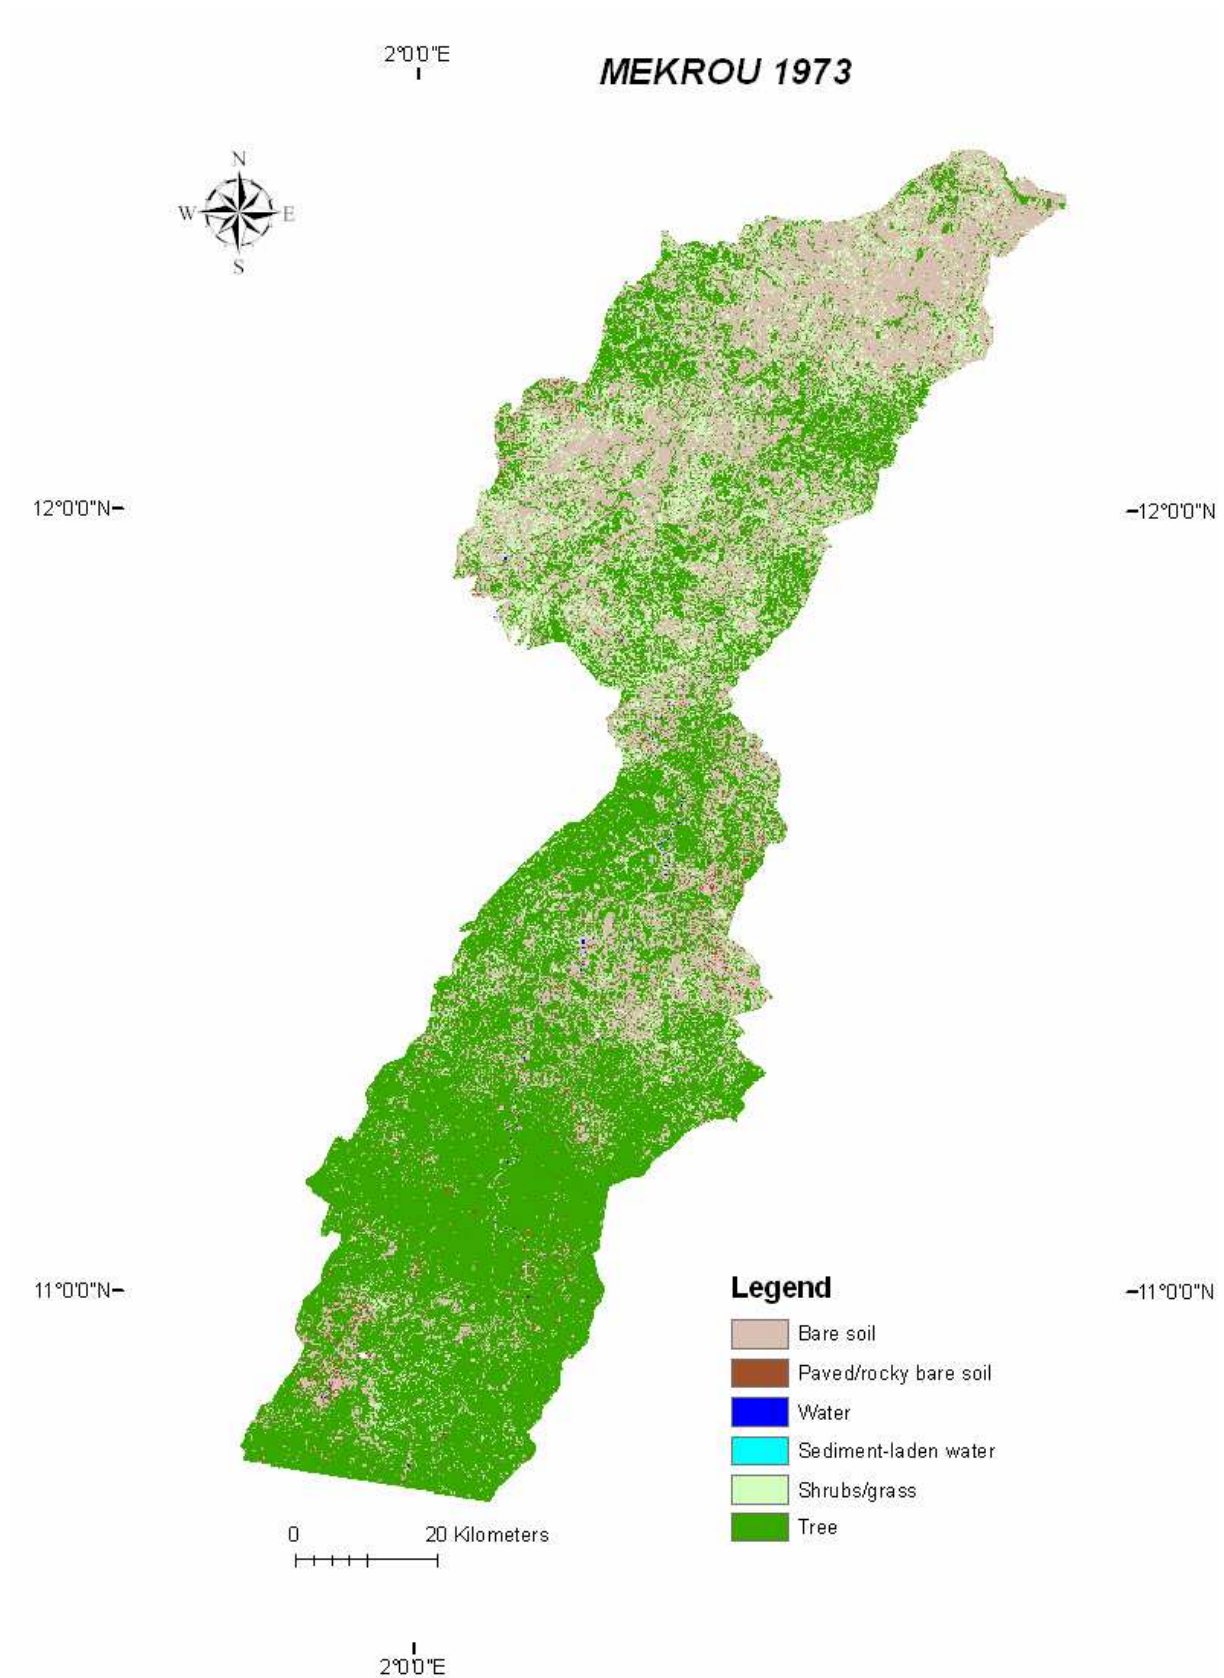 2°0'0"E
MEKROU 1973
N
W E
S
12°0'0"N
12°0'0"N
11°0'0"N
11°0'0"N
Legend
Bare soil
Paved/rocky bare soil
Water
Sediment-laden water
Shrubs/grass
Tree
0 20 Kilometers
2°0'0"E